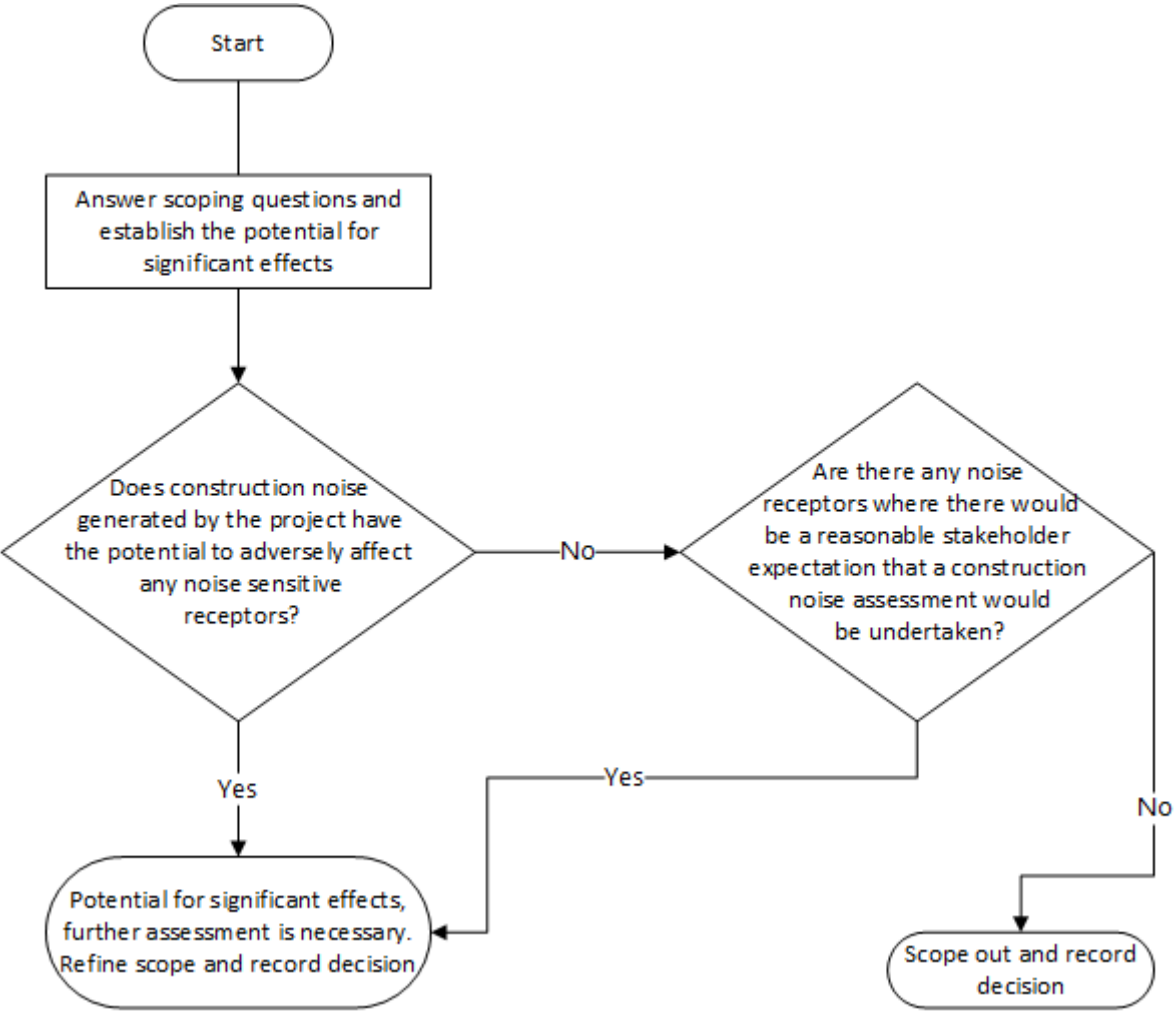 Start
Answer scoping questions and
establish the potential for
significant effects
Does construction noise
generated by the project have
the potential to adversely affect
any noise sensitive
receptors?
No
Are there any noise
receptors where there would
be a reasonable stakeholder
expectation that a construction
noise assessment would
be undertaken?
Yes
Yes
No
Potential for significant effects,
further assessment is necessary.
Refine scope and record decision
Scope out and record
decision